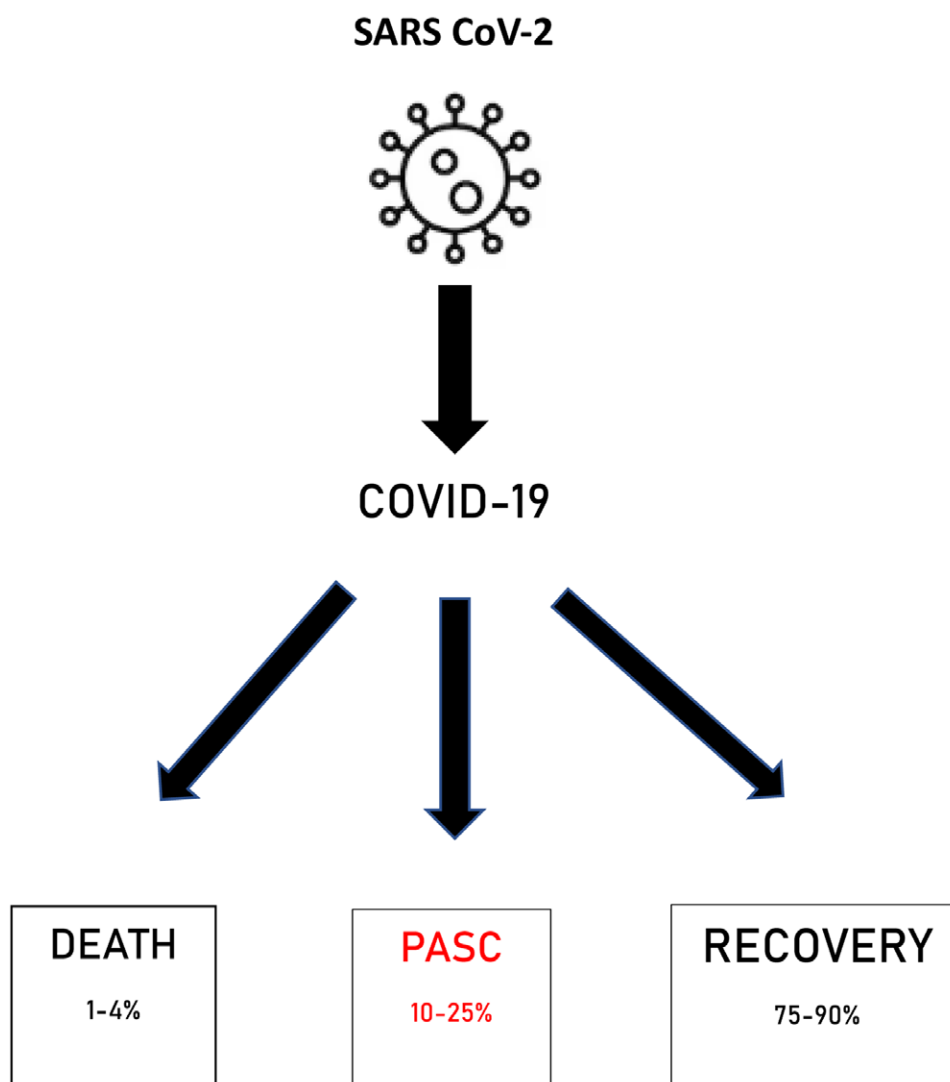 SARS CoV-2
COVID-19
DEATH
1-4%
PASC
10-25%
RECOVERY
75-90%